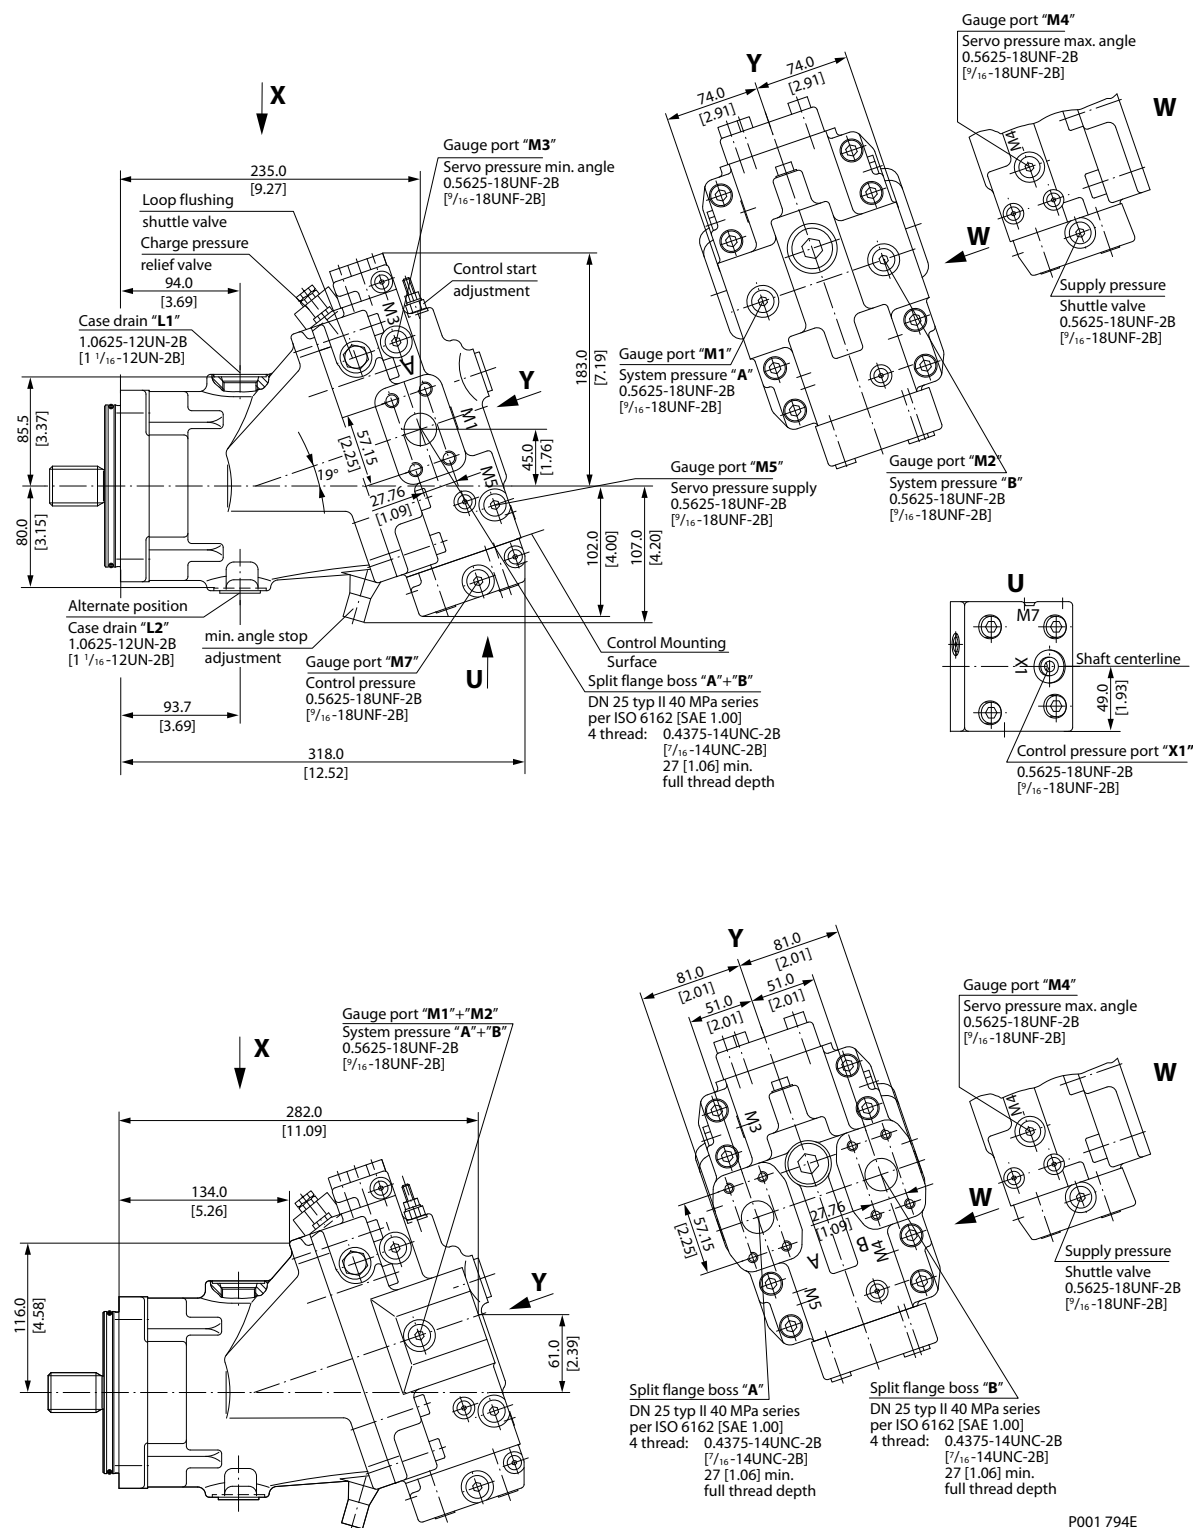 Gauge port “M4”
Servo pressure max. angle
0.5625-18UNF-2B
[9/16-18UNF-2B]
Y
74.0
[2.91]
74.0
[2.91]
W
M4
X
Gauge port “M3”
Servo pressure min. angle
0.5625-18UNF-2B
[9/16-18UNF-2B]
235.0
[9.27]
Loop flushing
shuttle valve
Charge pressure
relief valve
94.0
[3.69]
Control start
adjustment
Case drain “L1”
1.0625-12UN-2B
[1 1/16-12UN-2B]
W
Supply pressure
Shuttle valve
0.5625-18UNF-2B
[9/16-18UNF-2B]
M3
A
183.0
[7.19]
Gauge port “M1”
System pressure “A”
0.5625-18UNF-2B
[9/16-18UNF-2B]
Y
M1
85.5
[3.37]
57.15
[2.25]
45.0
[1.76]
19°
M5
27.76
[1.09]
Gauge port “M5”
Servo pressure supply
0.5625-18UNF-2B
[9/16-18UNF-2B]
Gauge port “M2”
System pressure “B”
0.5625-18UNF-2B
[9/16-18UNF-2B]
80.0
[3.15]
102.0
[4.00]
107.0
[4.20]
U
M7
X1
Shaft centerline
49.0
[1.93]
Control pressure port “X1”
0.5625-18UNF-2B
[9/16-18UNF-2B]
Alternate position
Case drain “L2”
1.0625-12UN-2B
[1 1/16-12UN-2B]
min. angle stop
adjustment
Gauge port “M7”
Control pressure
0.5625-18UNF-2B
[9/16-18UNF-2B]
U
Control Mounting
Surface
Split flange boss “A”+”B”
DN 25 typ II 40 MPa series
per ISO 6162 [SAE 1.00]
4 thread: 0.4375-14UNC-2B
[7/16-14UNC-2B]
27 [1.06] min.
full thread depth
93.7
[3.69]
318.0
[12.52]
Gauge port “M1”+”M2”
System pressure “A”+”B”
0.5625-18UNF-2B
[9/16-18UNF-2B]
X
282.0
[11.09]
134.0
[5.26]
116.0
[4.58]
Y
61.0
[2.39]
Y
81.0
[2.01]
81.0
[2.01]
51.0
[2.01]
51.0
[2.01]
M3
57.15
[2.25]
27.76
[1.09]
A
B
M4
M5
Gauge port “M4”
Servo pressure max. angle
0.5625-18UNF-2B
[9/16-18UNF-2B]
W
M4
W
Supply pressure
Shuttle valve
0.5625-18UNF-2B
[9/16-18UNF-2B]
Split flange boss “A”
DN 25 typ II 40 MPa series
per ISO 6162 [SAE 1.00]
4 thread: 0.4375-14UNC-2B
[7/16-14UNC-2B]
27 [1.06] min.
full thread depth
Split flange boss “B”
DN 25 typ II 40 MPa series
per ISO 6162 [SAE 1.00]
4 thread: 0.4375-14UNC-2B
[7/16-14UNC-2B]
27 [1.06] min.
full thread depth
P001 794E